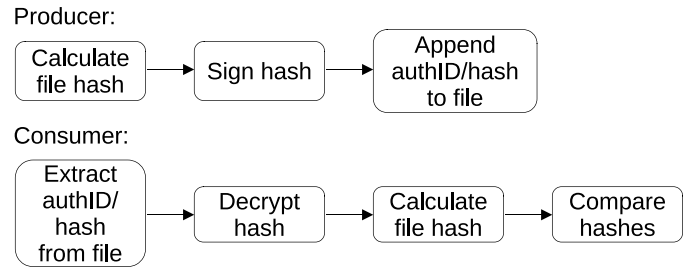 Producer:
Calculate
file hash
Sign hash
Append
authID/hash
to file
Consumer:
Extract
authID/
hash
from file
Decrypt
hash
Calculate
file hash
Compare
hashes